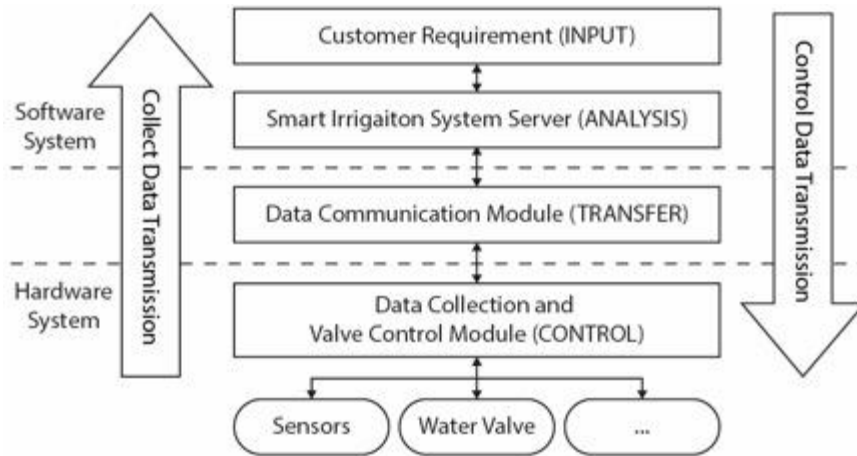 Customer Requirement (INPUT)
Collect Data Transmission
Control Data Transmission
Software
System
Smart Irrigaiton System Server (ANALYSIS)
Data Communication Module (TRANSFER)
Hardware
System
Data Collection and
Valve Control Module (CONTROL)
Sensors
Water Valve
...